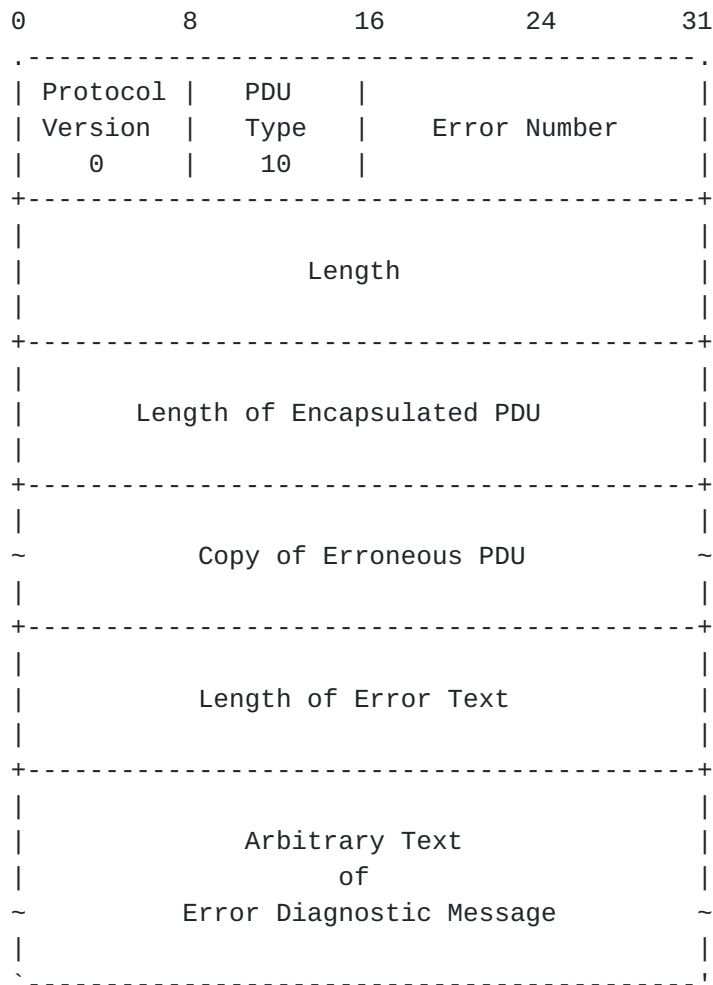 0          8          16         24        31
.-------------------------------------------.
| Protocol |   PDU    |                     |
| Version  |   Type   |    Error Number     |
|    0     |    10    |                     |
+-------------------------------------------+
|                                           |
|                  Length                   |
|                                           |
+-------------------------------------------+
|                                           |
|       Length of Encapsulated PDU          |
|                                           |
+-------------------------------------------+
|                                           |
~           Copy of Erroneous PDU           ~
|                                           |
+-------------------------------------------+
|                                           |
|           Length of Error Text            |
|                                           |
+-------------------------------------------+
|                                           |
|              Arbitrary Text               |
|                    of                     |
~          Error Diagnostic Message         ~
|                                           |
`-------------------------------------------'